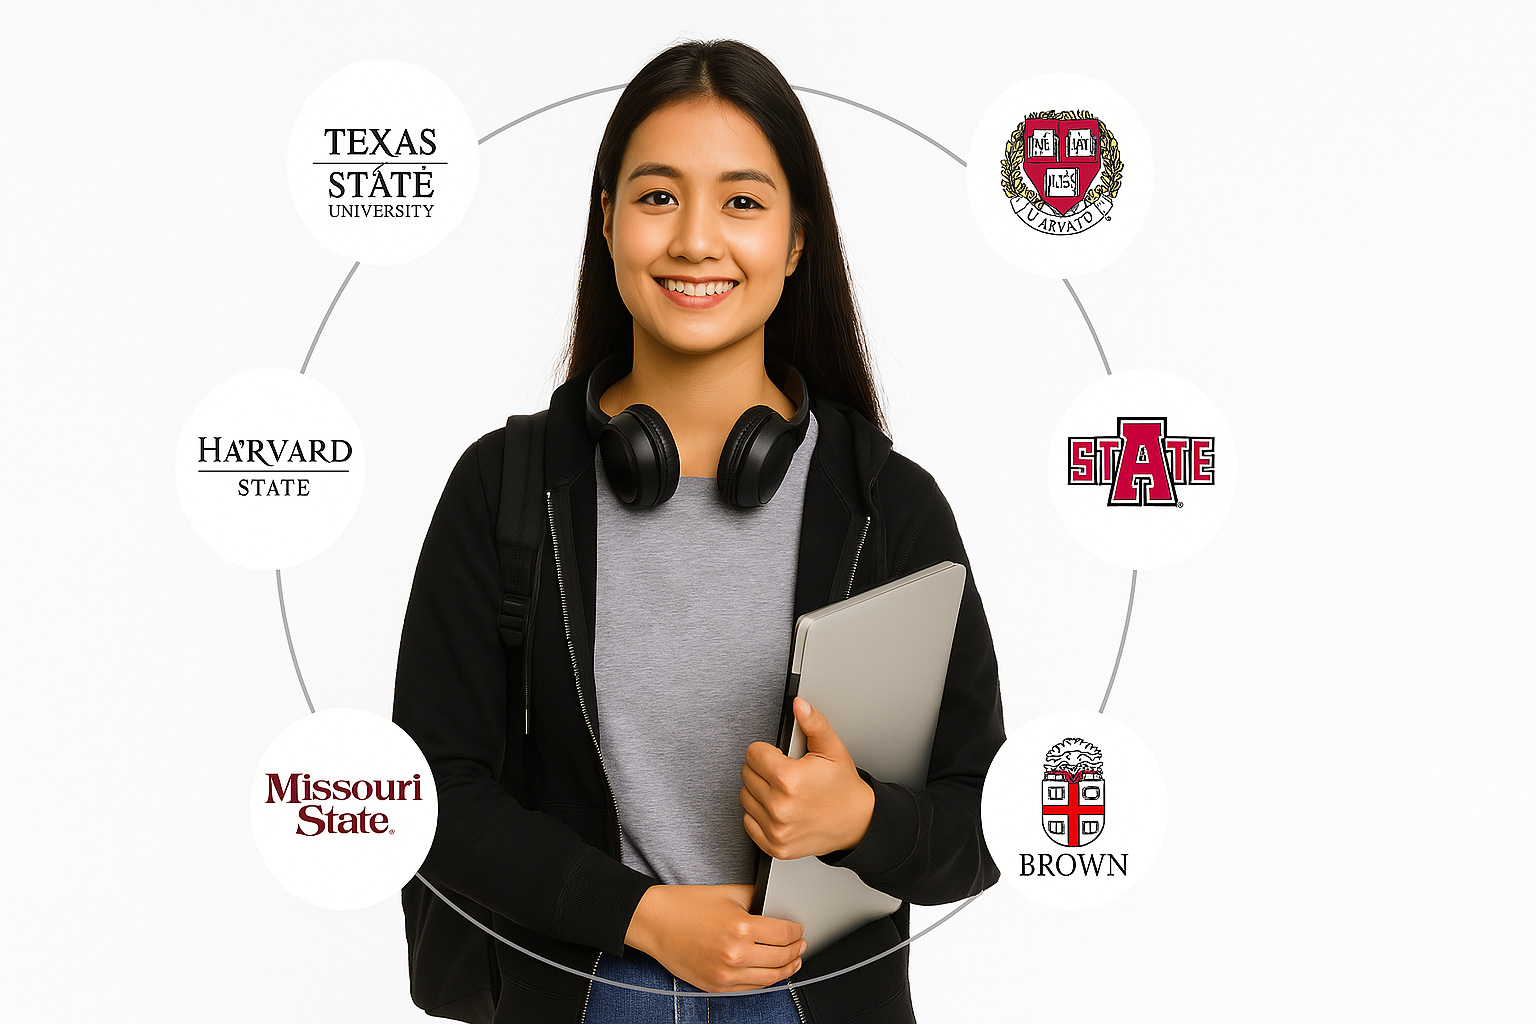 TEXAS
STATE
UNIVERSITY
HARVARD
STATE
STATE
Missouri
State
BROWN